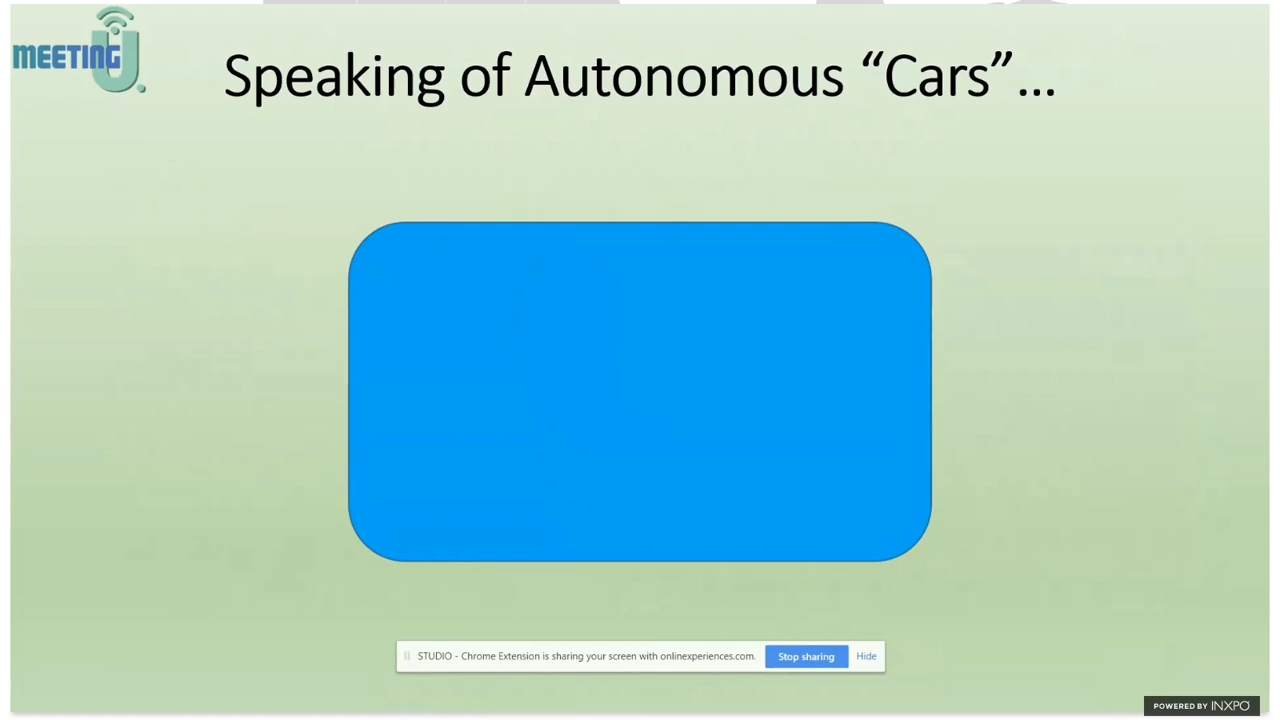 MEETING U
Speaking of Autonomous “Cars”...
STUDIO - Chrome Extension is sharing your screen with onlinexperiences.com.
Stop sharing
Hide
POWERED BY INXPO